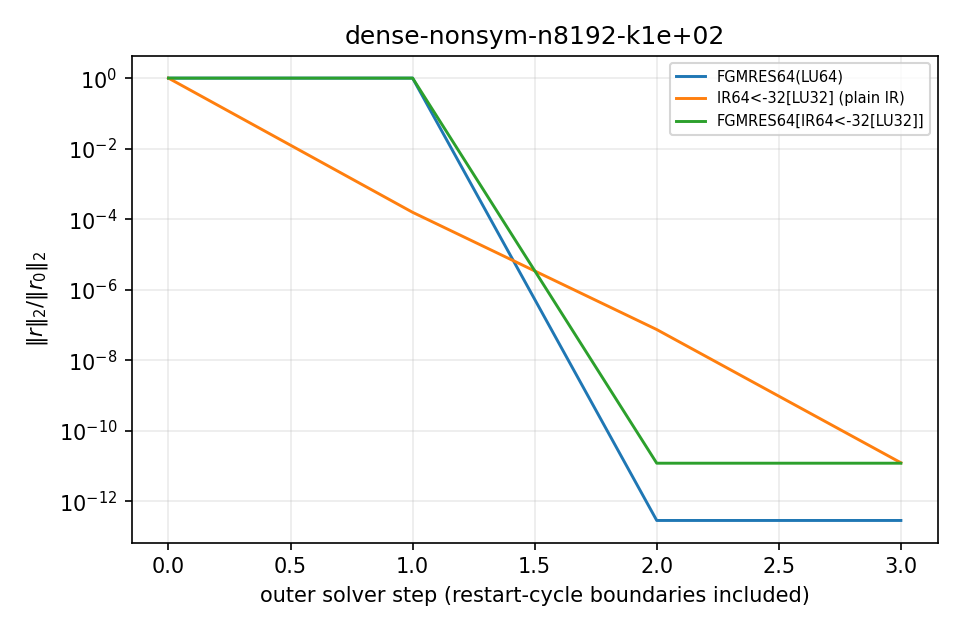 dense-nonsym-n8192-k1e+02
FGMRES64(LU64)
IR64<-32[LU32] (plain IR)
FGMRES64[IR64<-32[LU32]]
‖r‖₂/‖r₀‖₂
10⁰
10⁻²
10⁻⁴
10⁻⁶
10⁻⁸
10⁻¹⁰
10⁻¹²
0.0 0.5 1.0 1.5 2.0 2.5 3.0
outer solver step (restart-cycle boundaries included)